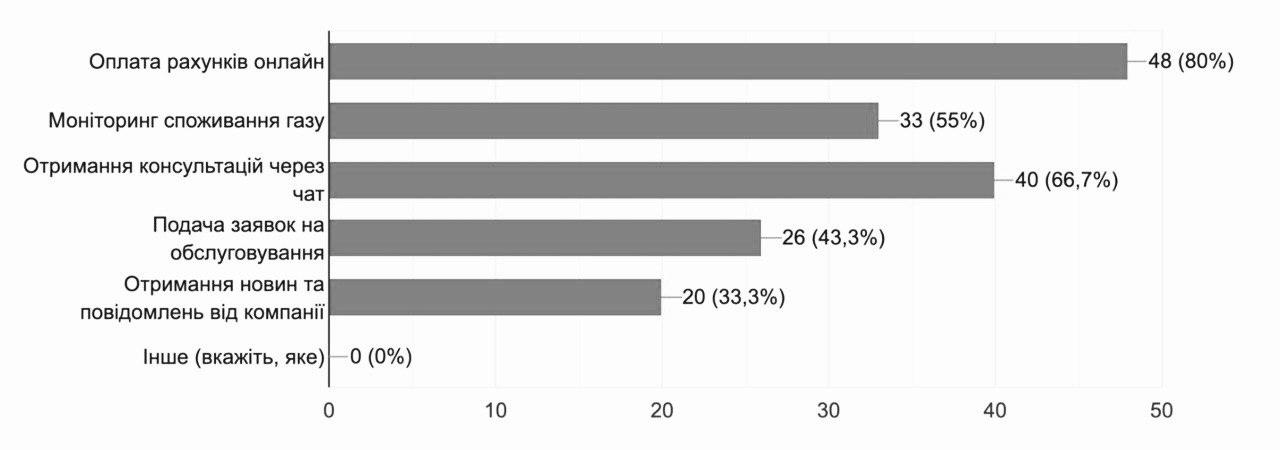 Оплата рахунків онлайн
48 (80%)
Моніторинг споживання газу
33 (55%)
Отримання консультацій через
чат
40 (66,7%)
Подача заявок на
обслуговування
26 (43,3%)
Отримання новин та
повідомлень від компанії
20 (33,3%)
Інше (вкажіть, яке)
0 (0%)
0 10 20 30 40 50